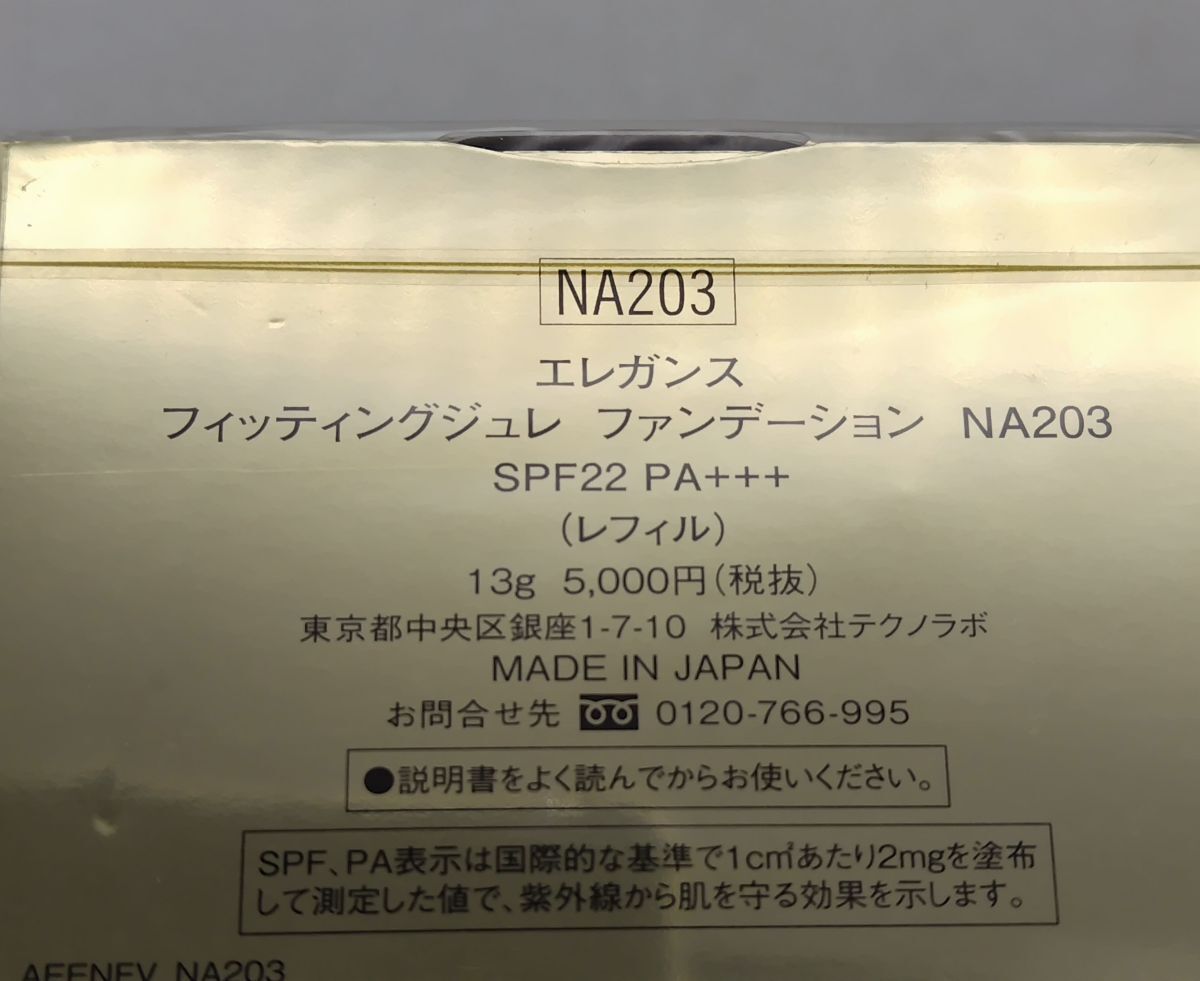 NA203
エレガンス
フィッティングジュレ ファンデーション NA203
SPF22 PA+++
(レフィル)
13g 5,000円(税抜)
東京都中央区銀座1-7-10 株式会社テクノラボ
MADE IN JAPAN
お問合せ先 0120-766-995
●説明書をよく読んでからお使いください。
SPF、PA表示は国際的な基準で1c㎡あたり2mgを塗布
して測定した値で、紫外線から肌を守る効果を示します。
NA203